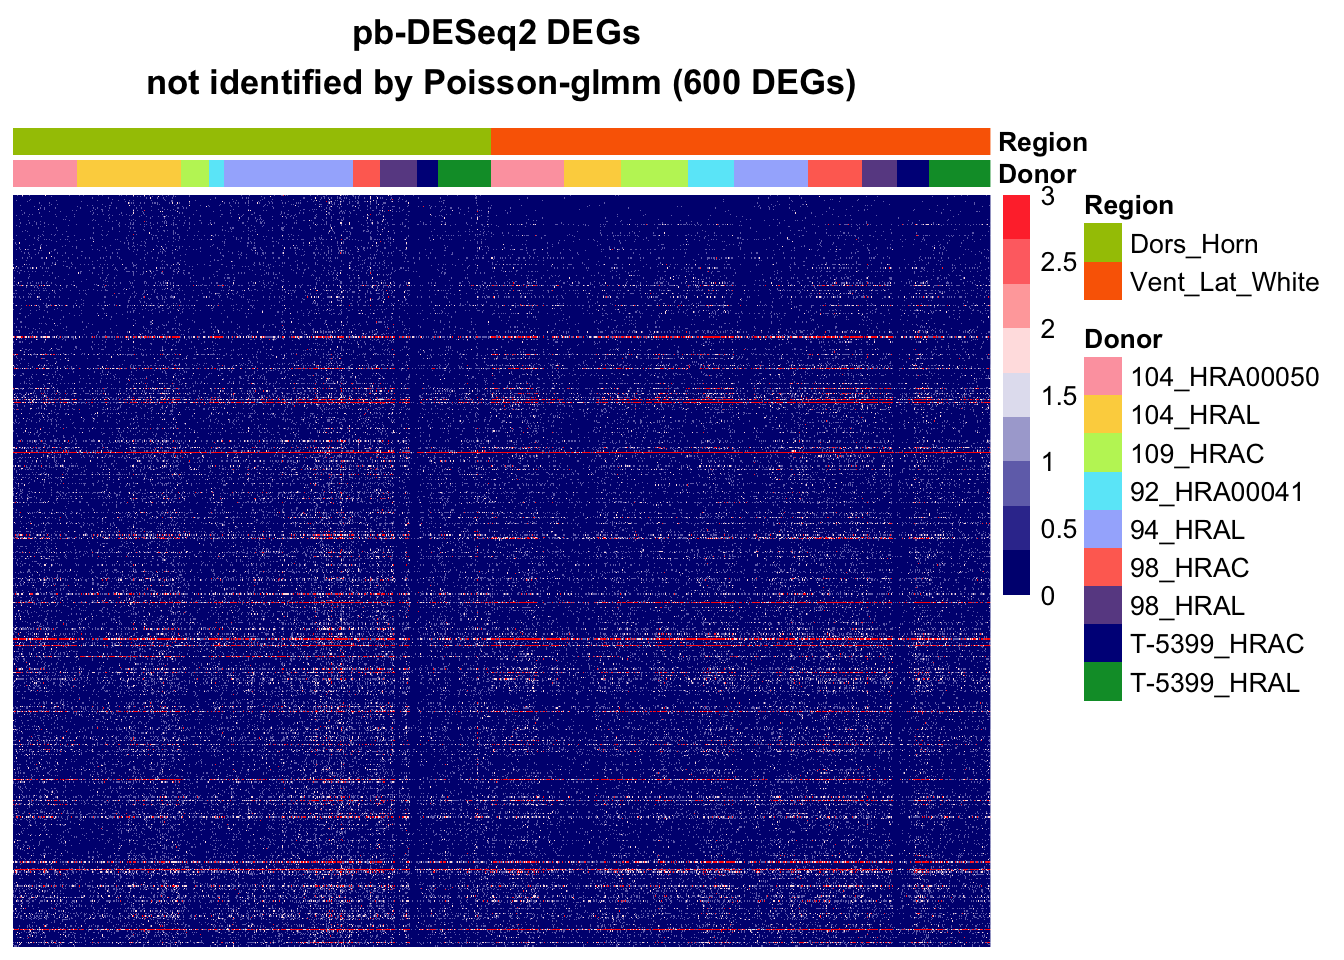 pb-DESeq2 DEGs
not identified by Poisson-glmm (600 DEGs)
Region
Donor
3
2.5
2
1.5
1
0.5
0
Region
Dors_Horn
Vent_Lat_White
Donor
104_HRA00050
104_HRAL
109_HRAC
92_HRA00041
94_HRAL
98_HRAC
98_HRAL
T-5399_HRAC
T-5399_HRAL